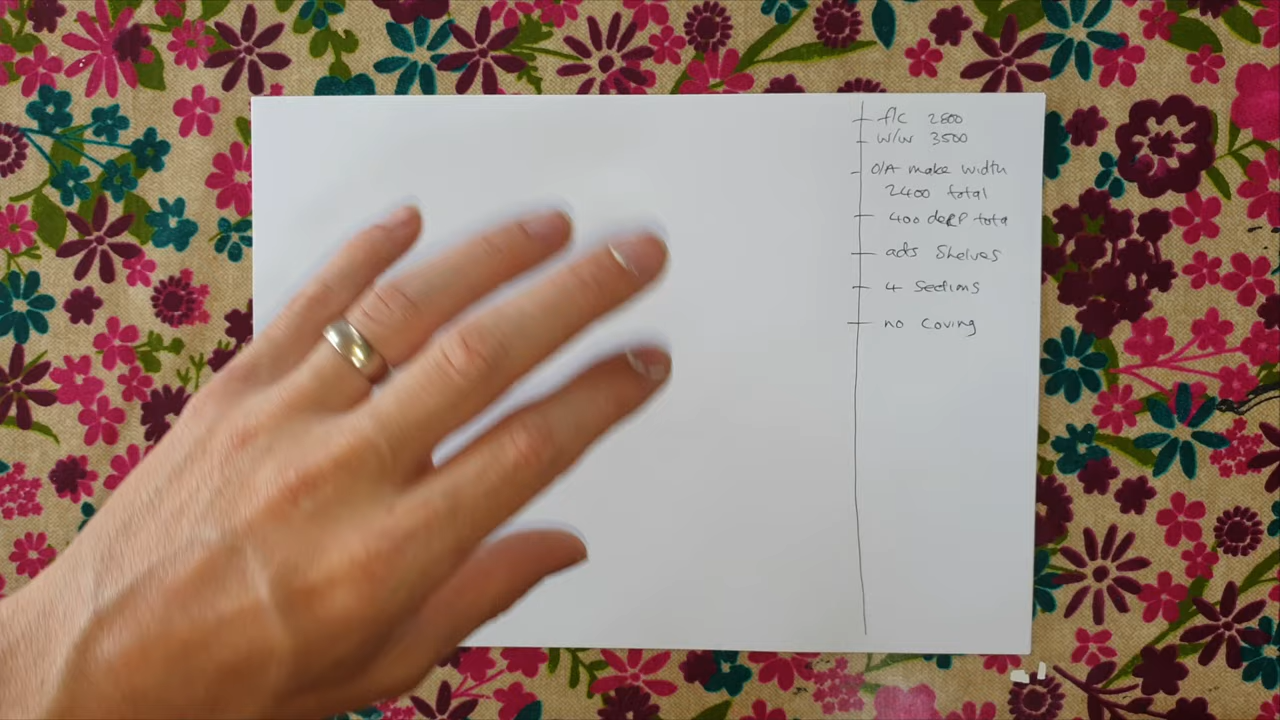 f/c 2800
w/w 3500
O/A make width
2400 total
400 deep tota
adj Shelves
4 Sections
no Coving